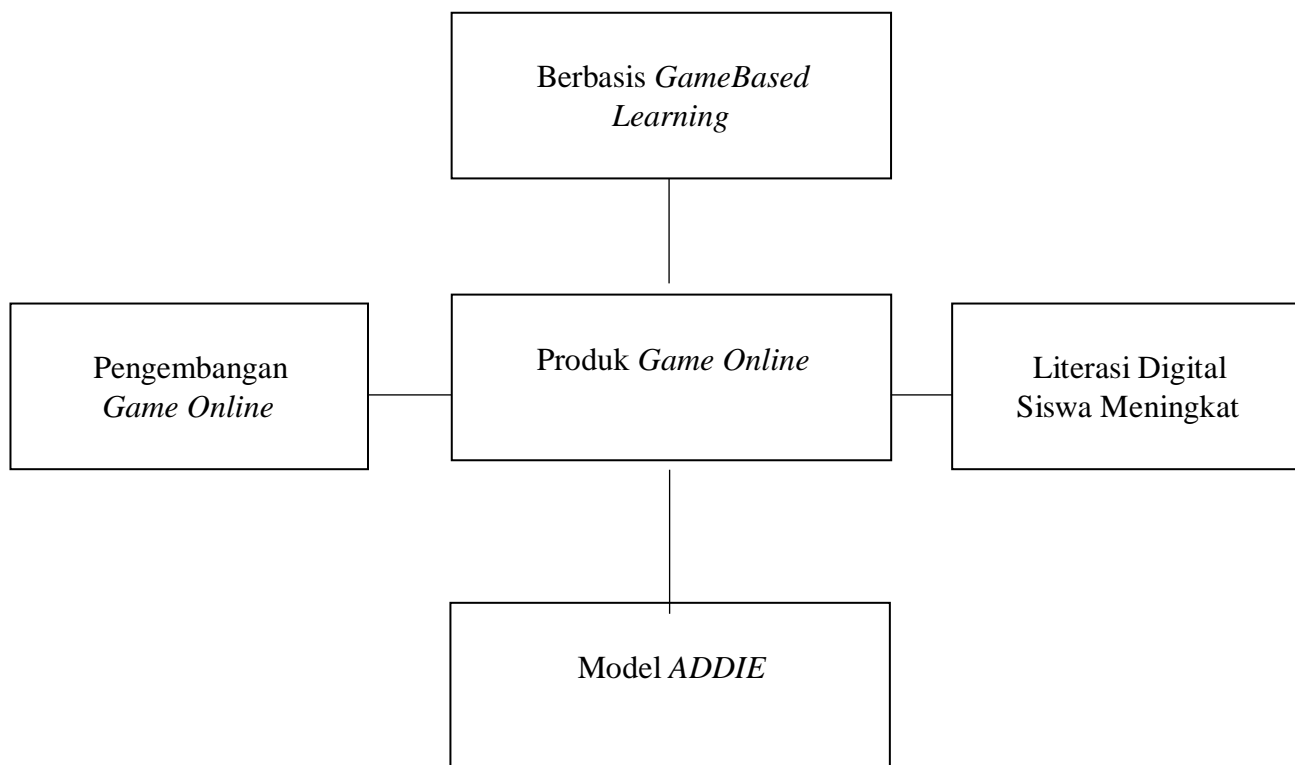 Berbasis GameBased
Learning
Pengembangan
Game Online
Produk Game Online
Literasi Digital
Siswa Meningkat
Model ADDIE